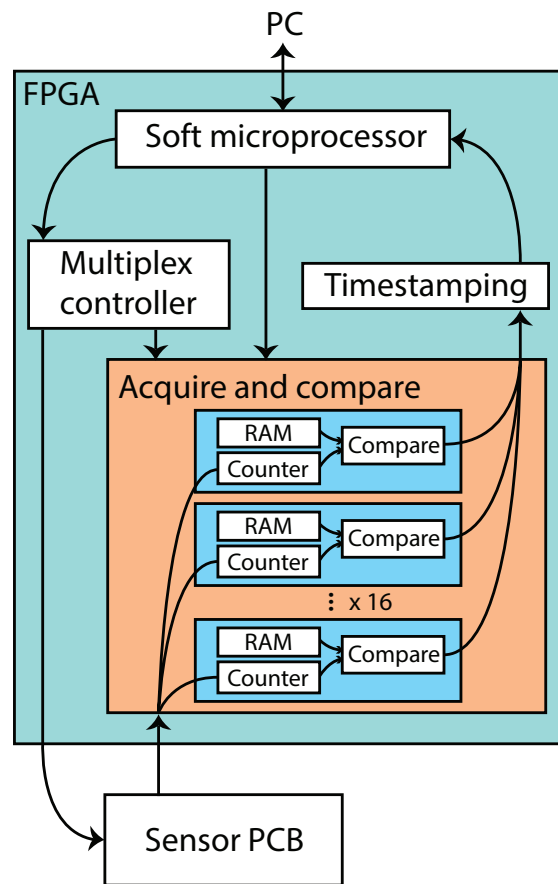 PC
FPGA
Soft microprocessor
Multiplex
controller
Timestamping
Acquire and compare
RAM
Counter
Compare
RAM
Counter
Compare
⋮ x 16
RAM
Counter
Compare
Sensor PCB